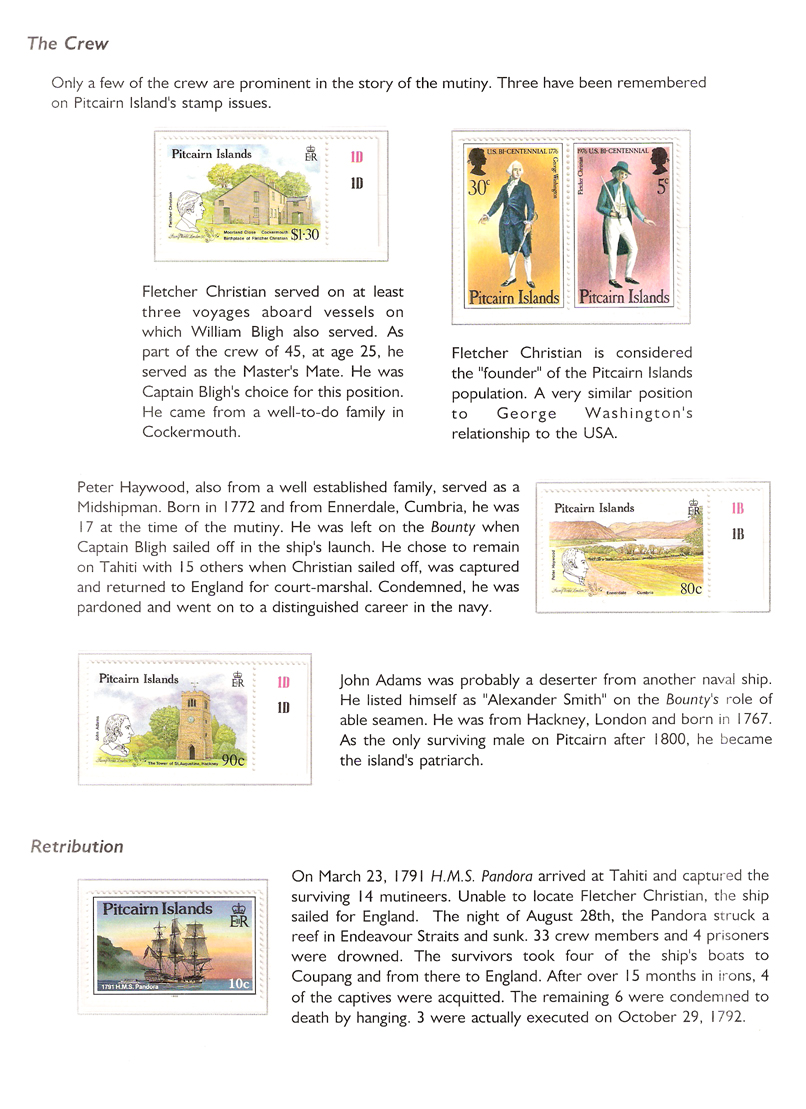 The Crew
Only a few of the crew are prominent in the story of the mutiny. Three have been remembered
on Pitcairn Island's stamp issues.
Pitcairn Islands
ER
1D
1D
Fletcher Christian
Moorland Close Cockermouth
Birthplace of Fletcher Christian
$1·30
U.S. BI-CENTENNIAL 1776
George Washington
30c
Pitcairn Islands
1976 U.S. BI-CENTENNIAL
Fletcher Christian
5c
Pitcairn Islands
Fletcher Christian served on at least
three voyages aboard vessels on
which William Bligh also served. As
part of the crew of 45, at age 25, he
served as the Master's Mate. He was
Captain Bligh's choice for this position.
He came from a well-to-do family in
Cockermouth.
Fletcher Christian is considered
the "founder" of the Pitcairn Islands
population. A very similar position
to George Washington's
relationship to the USA.
Peter Haywood, also from a well established family, served as a
Midshipman. Born in 1772 and from Ennerdale, Cumbria, he was
17 at the time of the mutiny. He was left on the Bounty when
Captain Bligh sailed off in the ship's launch. He chose to remain
on Tahiti with 15 others when Christian sailed off, was captured
and returned to England for court-marshal. Condemned, he was
pardoned and went on to a distinguished career in the navy.
Pitcairn Islands
ER
1B
1B
Peter Haywood
Ennerdale Cumbria
80c
Pitcairn Islands
ER
1D
1D
John Adams
The Tower of St.Augustine, Hackney
90c
John Adams was probably a deserter from another naval ship.
He listed himself as "Alexander Smith" on the Bounty's role of
able seamen. He was from Hackney, London and born in 1767.
As the only surviving male on Pitcairn after 1800, he became
the island's patriarch.
Retribution
Pitcairn Islands
ER
1791 H.M.S. Pandora
10c
On March 23, 1791 H.M.S. Pandora arrived at Tahiti and captured the
surviving 14 mutineers. Unable to locate Fletcher Christian, the ship
sailed for England. The night of August 28th, the Pandora struck a
reef in Endeavour Straits and sunk. 33 crew members and 4 prisoners
were drowned. The survivors took four of the ship's boats to
Coupang and from there to England. After over 15 months in irons, 4
of the captives were acquitted. The remaining 6 were condemned to
death by hanging. 3 were actually executed on October 29, 1792.